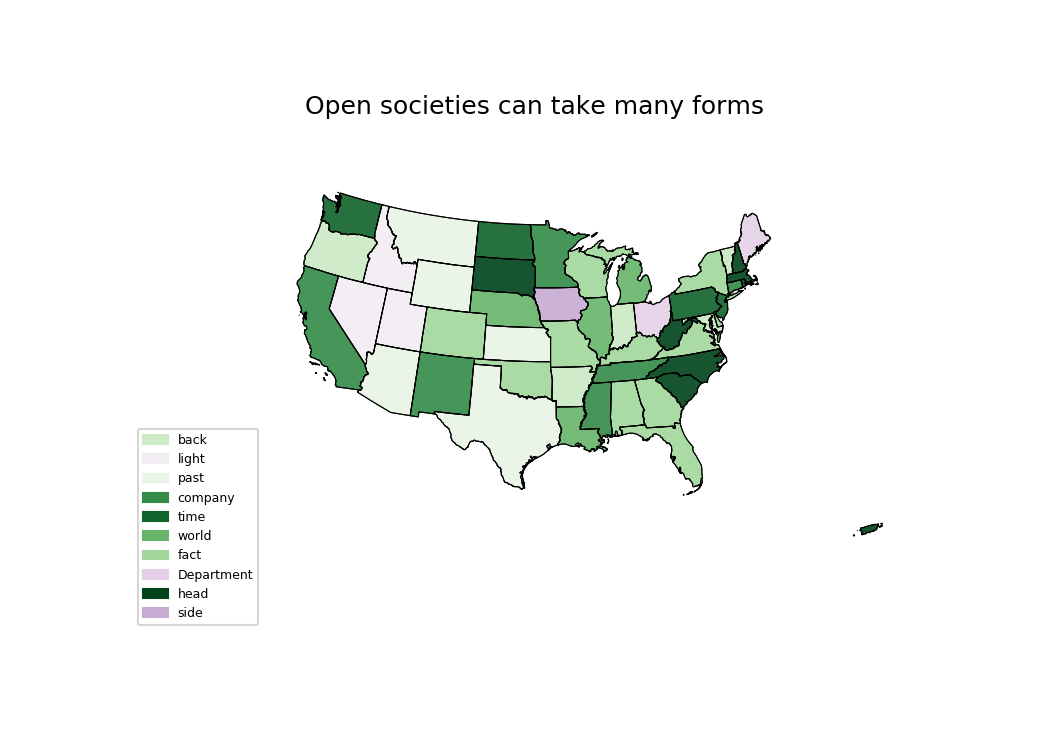 Open societies can take many forms
back
light
past
company
time
world
fact
Department
head
side